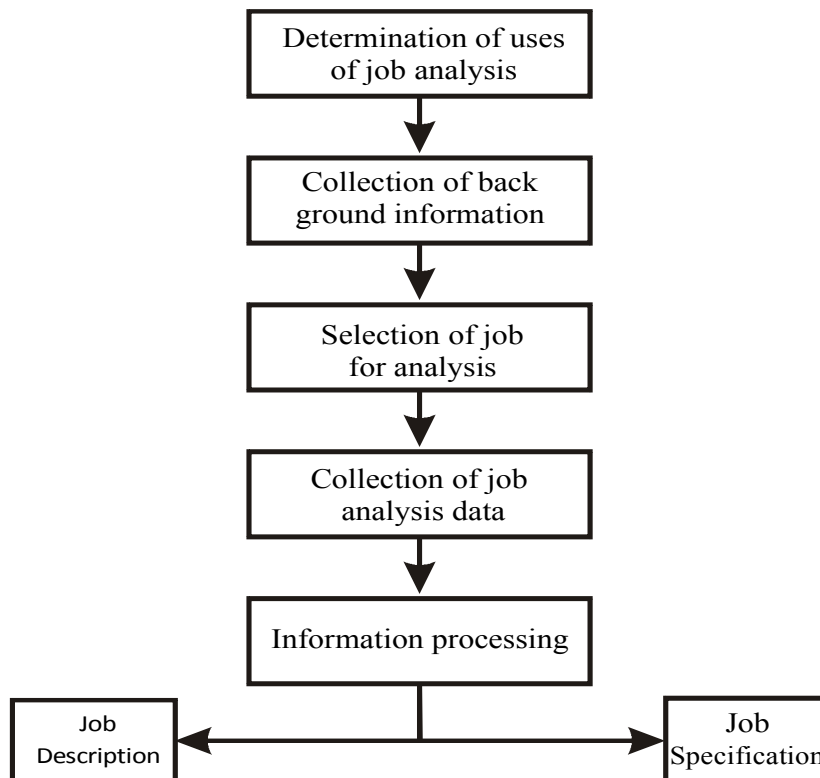 Determination of uses
of job analysis
Collection of back
ground information
Selection of job
for analysis
Collection of job
analysis data
Information processing
Job
Description
Job
Specification